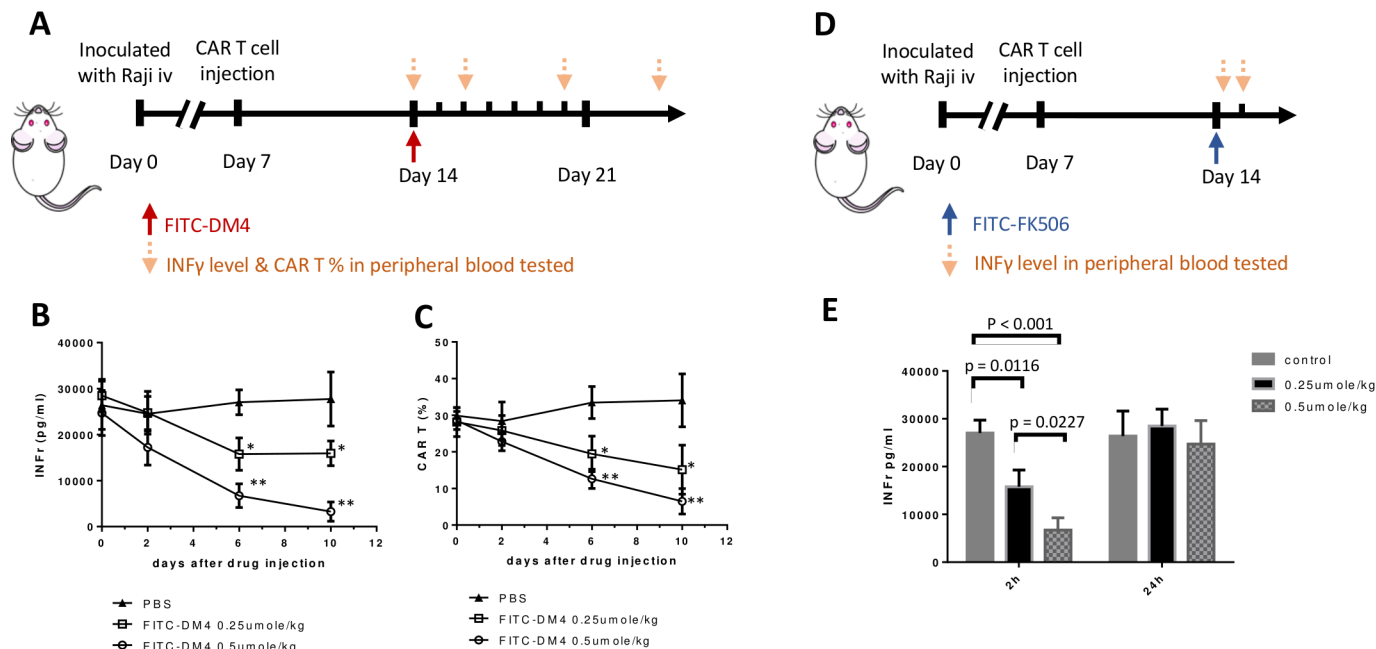 A
Inoculated
with Raji iv
CAR T cell
injection
Day 0
Day 7
Day 14
Day 21
FITC-DM4
INFγ level & CAR T % in peripheral blood tested
D
Inoculated
with Raji iv
CAR T cell
injection
Day 0
Day 7
Day 14
FITC-FK506
INFγ level in peripheral blood tested
B
INFr (pg/ml)
40000
30000
20000
10000
0
*
*
**
**
0 2 4 6 8 10 12
days after drug injection
PBS
FITC-DM4 0.25umole/kg
FITC-DM4 0.5umole/kg
C
CAR T (%)
50
40
30
20
10
0
*
*
**
**
0 2 4 6 8 10 12
days after drug injection
PBS
FITC-DM4 0.25umole/kg
FITC-DM4 0.5umole/kg
E
P < 0.001
p = 0.0116
p = 0.0227
INFr pg/ml
40000
30000
20000
10000
0
2h
24h
control
0.25umole/kg
0.5umole/kg